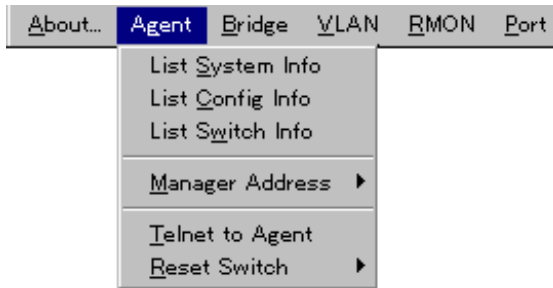 About... Agent Bridge VLAN RMON Port
List System Info
List Config Info
List Switch Info
Manager Address
Telnet to Agent
Reset Switch